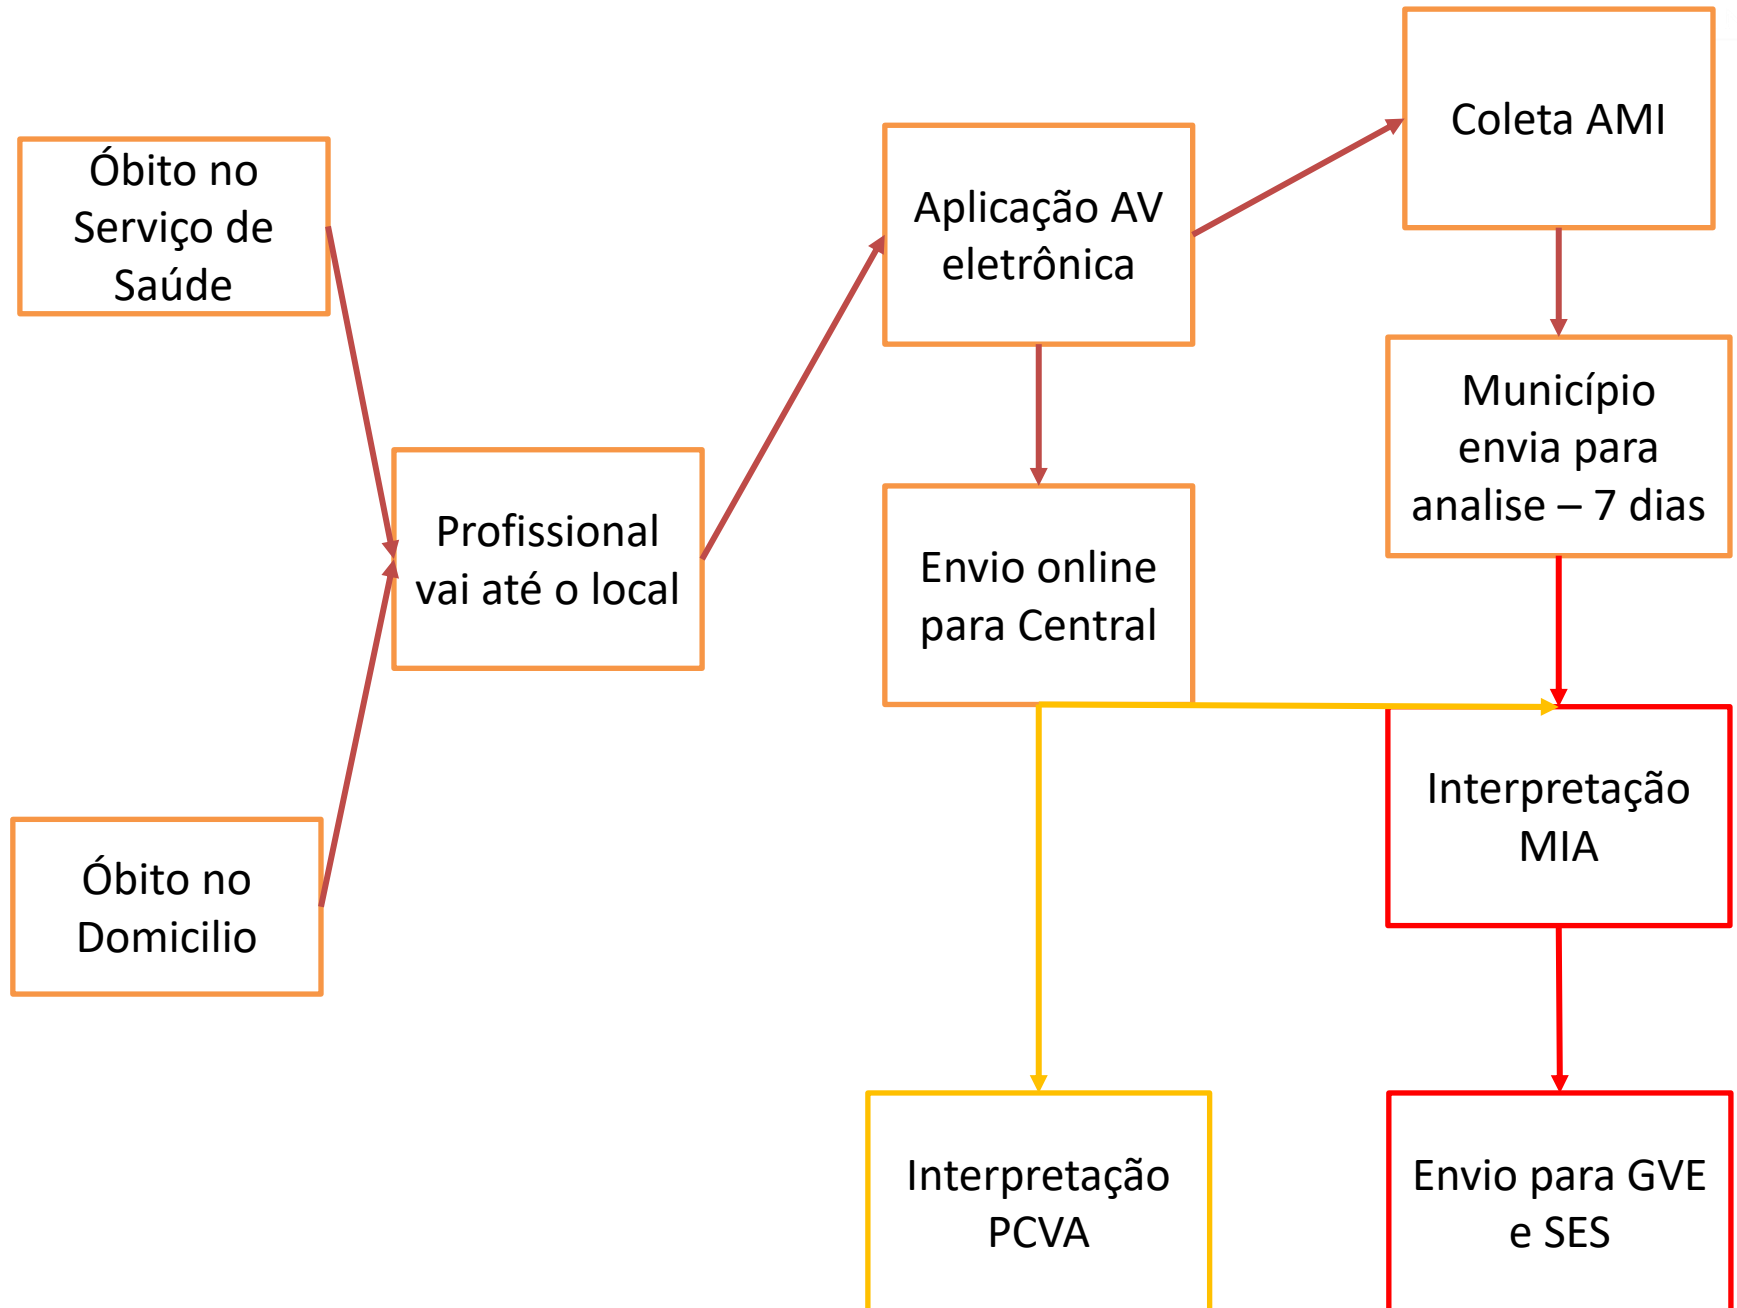 Óbito no
Serviço de
Saúde
Óbito no
Domicilio
Profissional
vai até o local
Aplicação AV
eletrônica
Coleta AMI
Município
envia para
analise – 7 dias
Envio online
para Central
Interpretação
MIA
Interpretação
PCVA
Envio para GVE
e SES